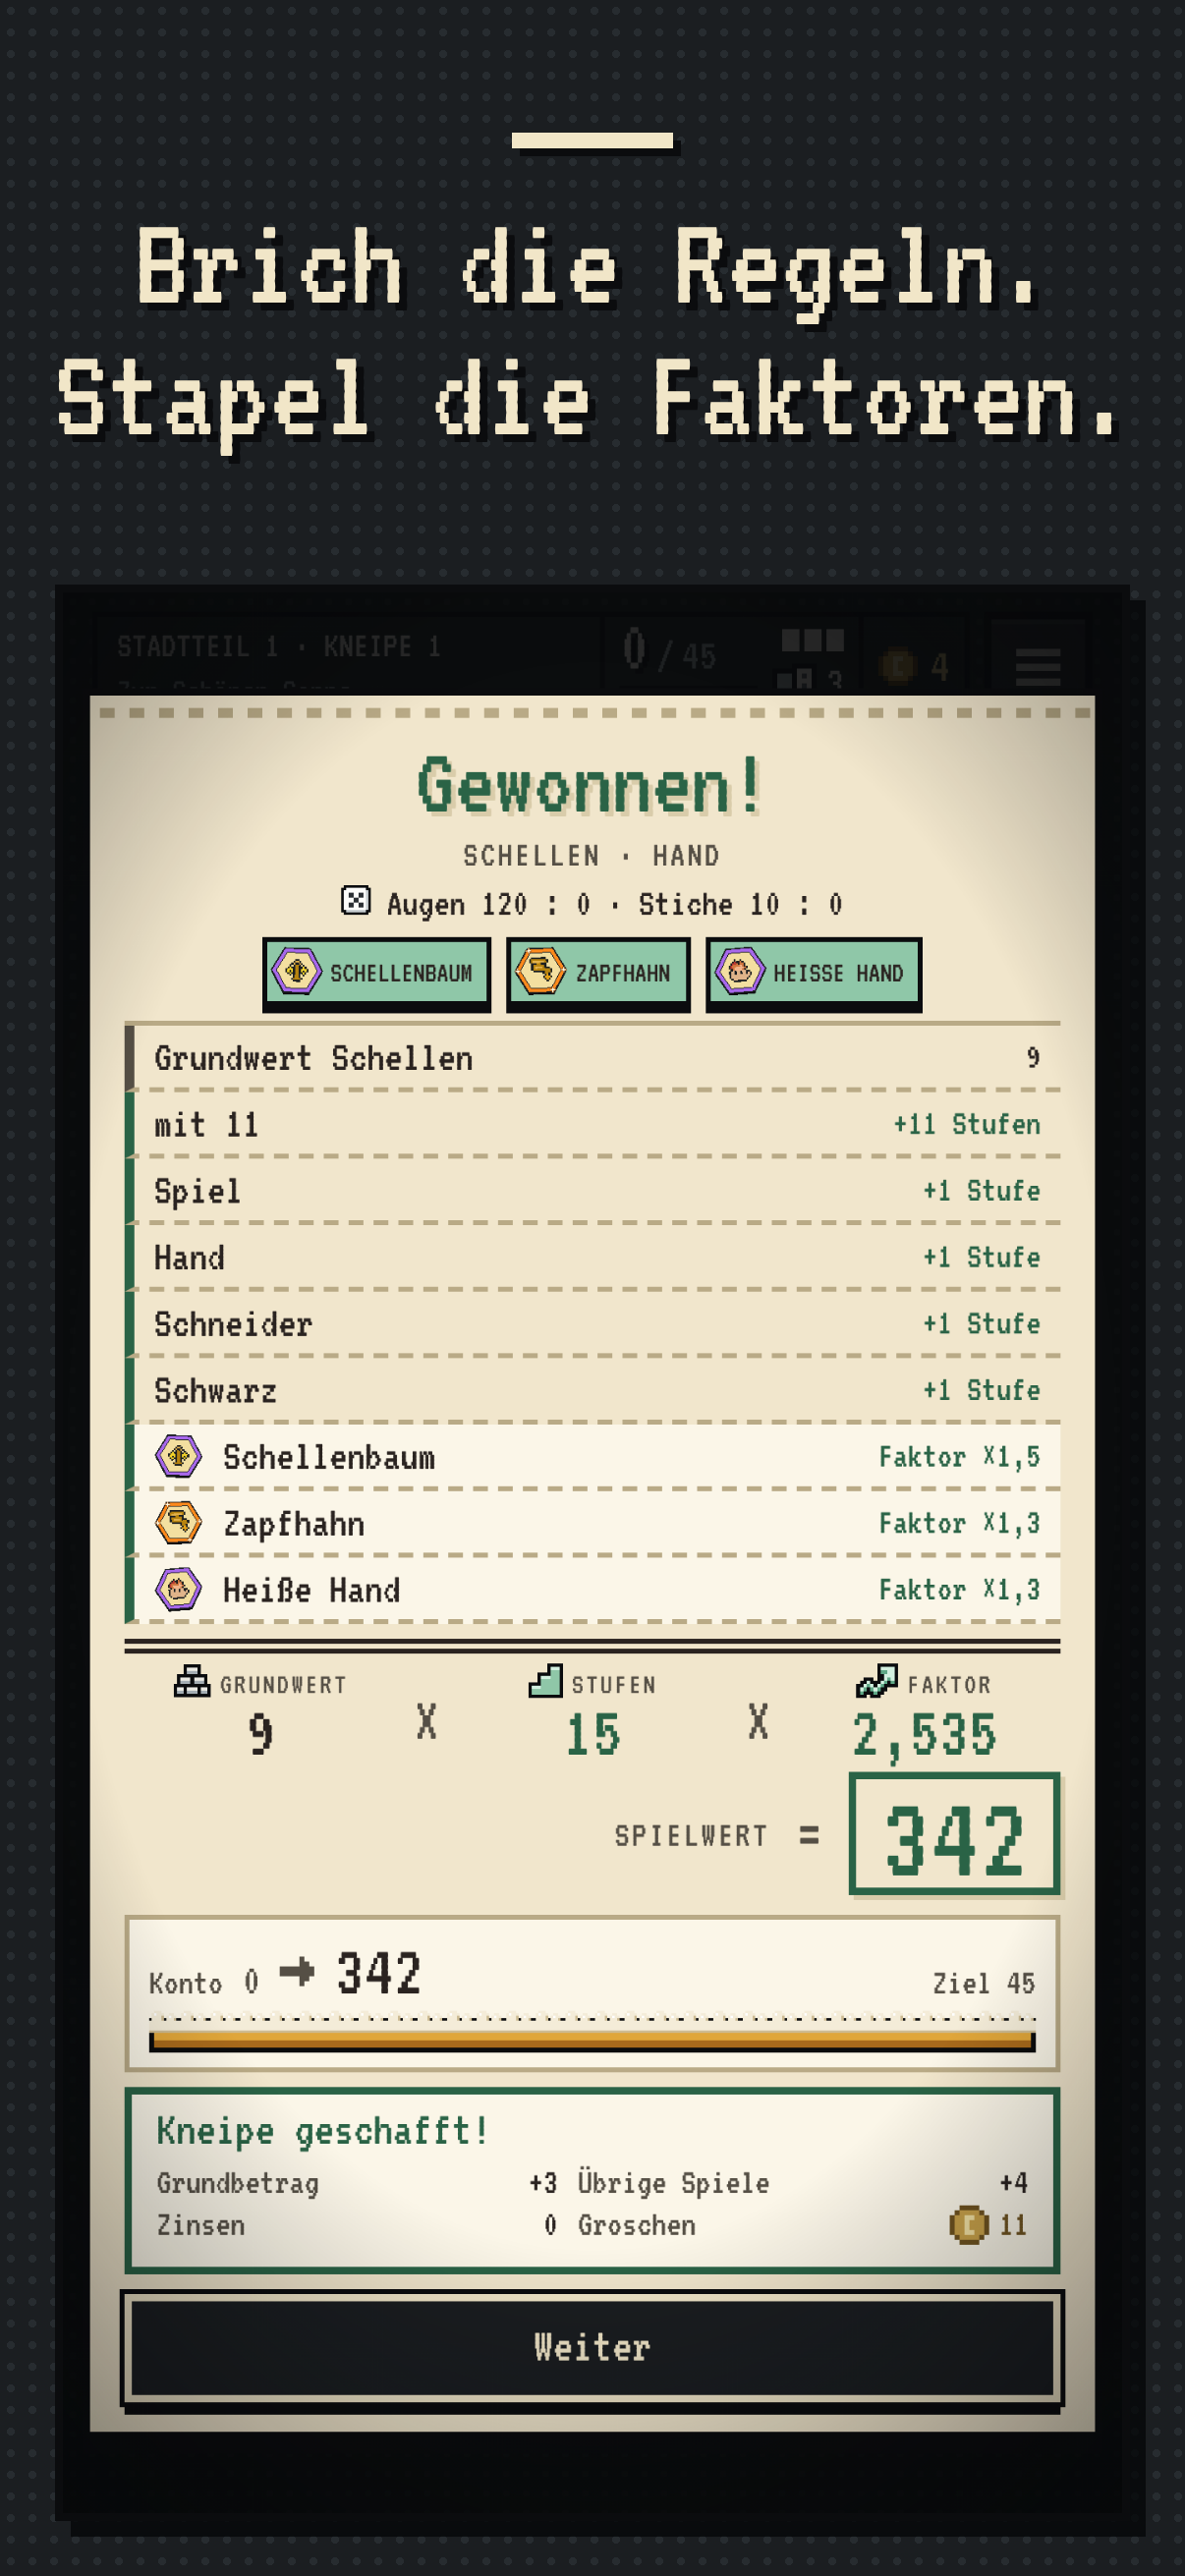 Brich die Regeln.
Stapel die Faktoren.
STADTTEIL 1 · KNEIPE 1
0 / 45
3
4
Gewonnen!
SCHELLEN · HAND
Augen 120 : 0 · Stiche 10 : 0
SCHELLENBAUM ZAPFHAHN HEISSE HAND
Grundwert Schellen 9
mit 11 +11 Stufen
Spiel +1 Stufe
Hand +1 Stufe
Schneider +1 Stufe
Schwarz +1 Stufe
Schellenbaum Faktor X1,5
Zapfhahn Faktor X1,3
Heiße Hand Faktor X1,3
GRUNDWERT STUFEN FAKTOR
9 X 15 X 2,535
SPIELWERT = 342
Konto 0 → 342 Ziel 45
Kneipe geschafft!
Grundbetrag +3 Übrige Spiele +4
Zinsen 0 Groschen 11
Weiter